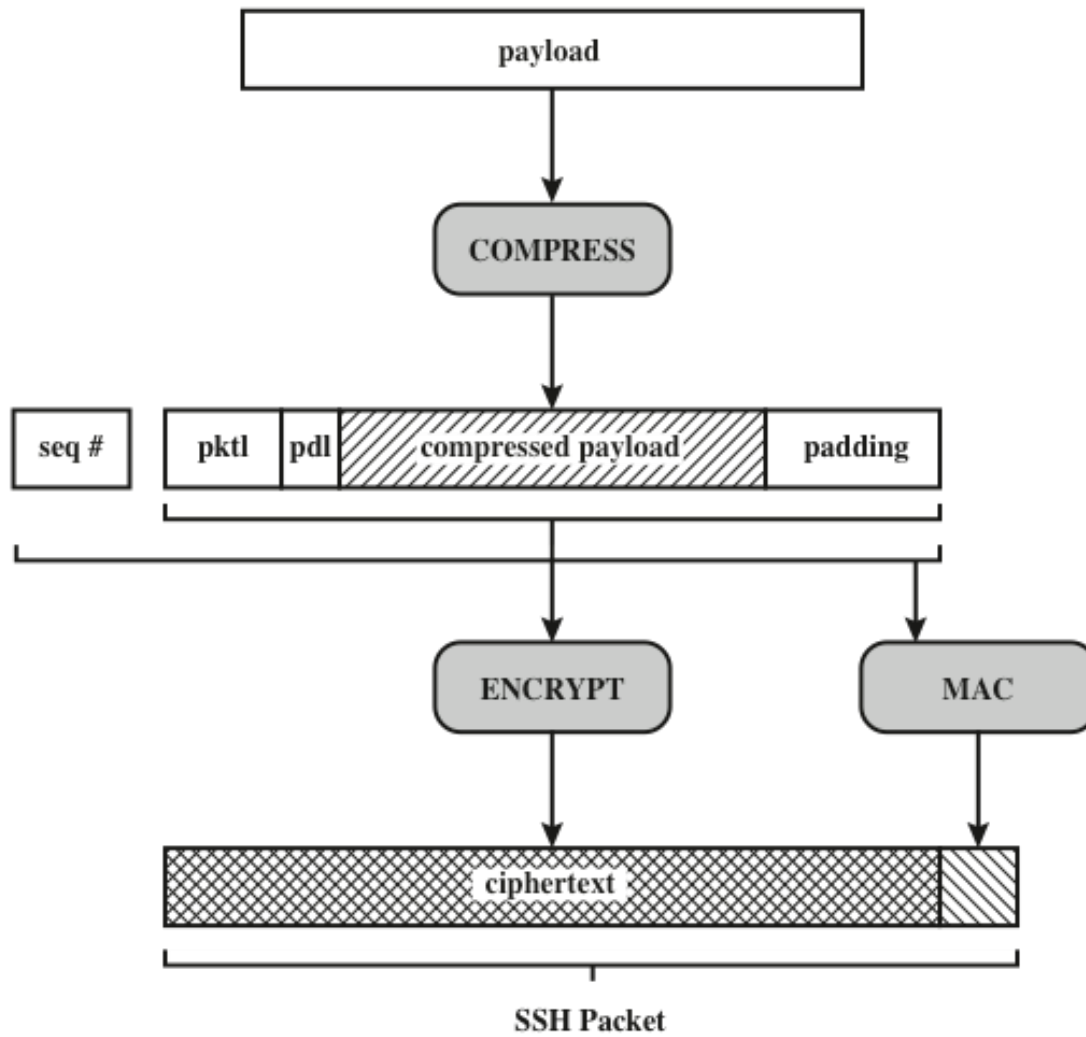 payload
COMPRESS
seq # pktl pdl compressed payload padding
ENCRYPT MAC
ciphertext
SSH Packet